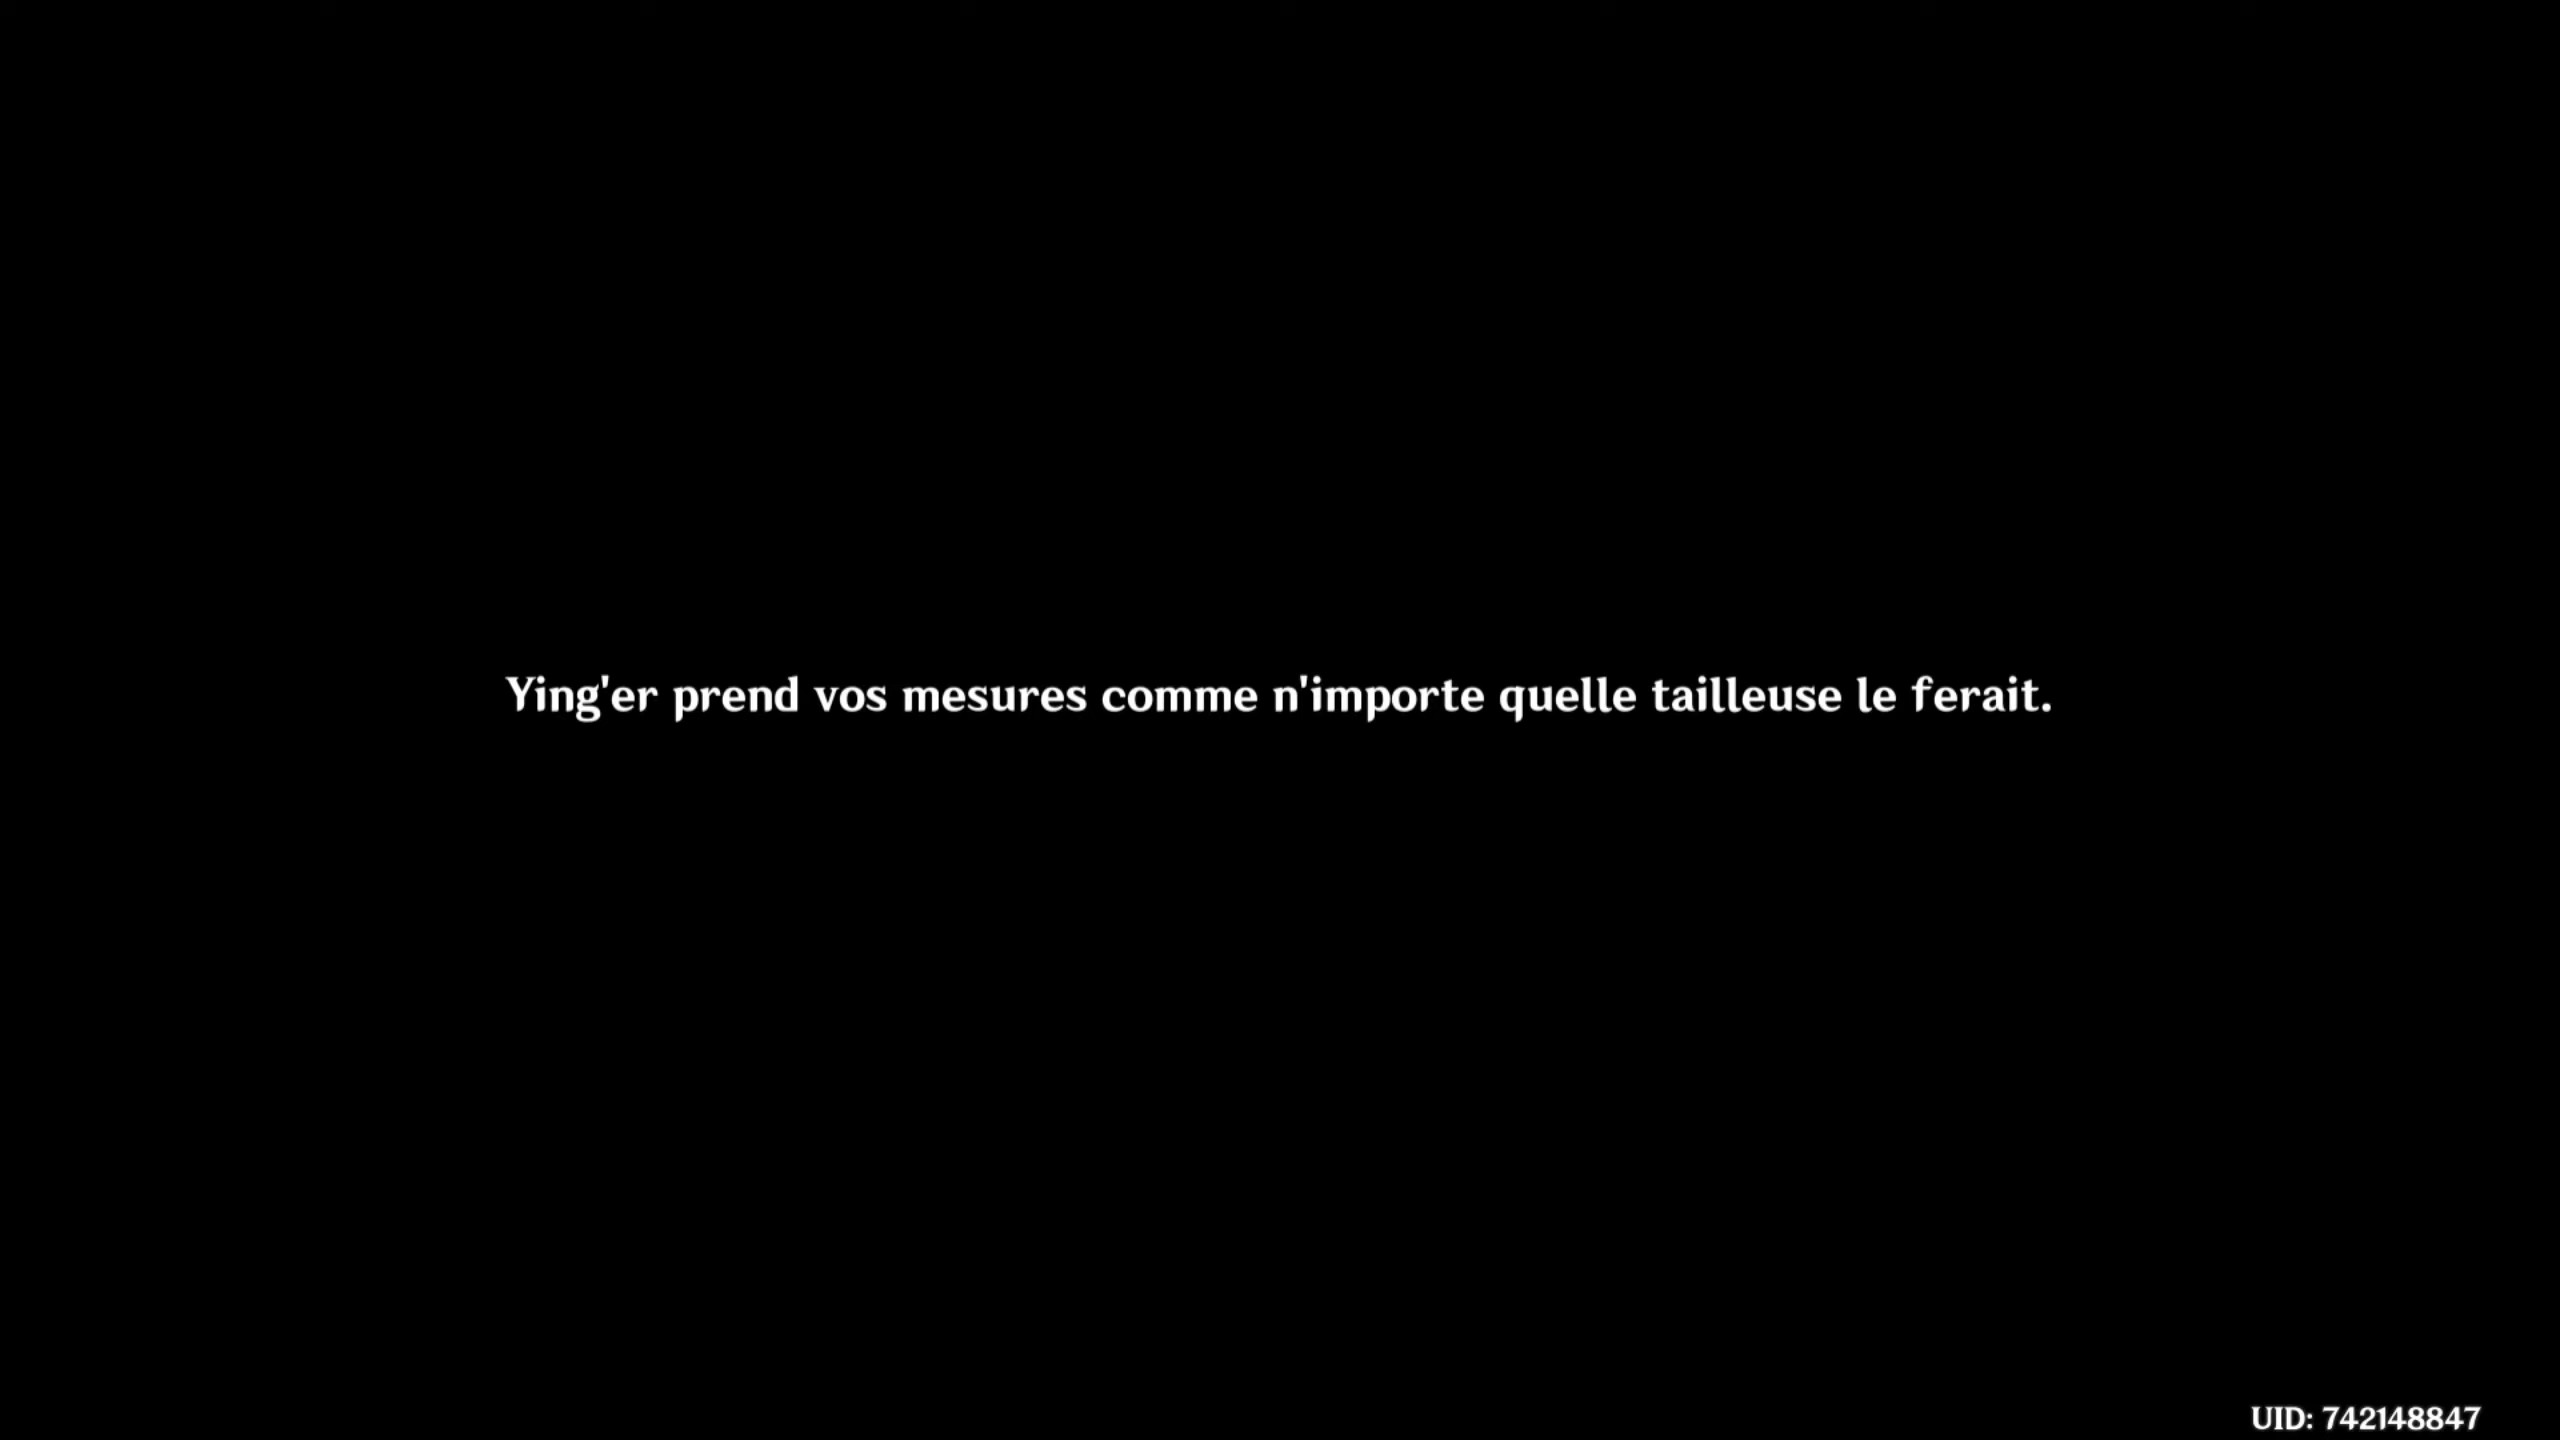 Ying'er prend vos mesures comme n'importe quelle tailleuse le ferait.
UID: 742148847